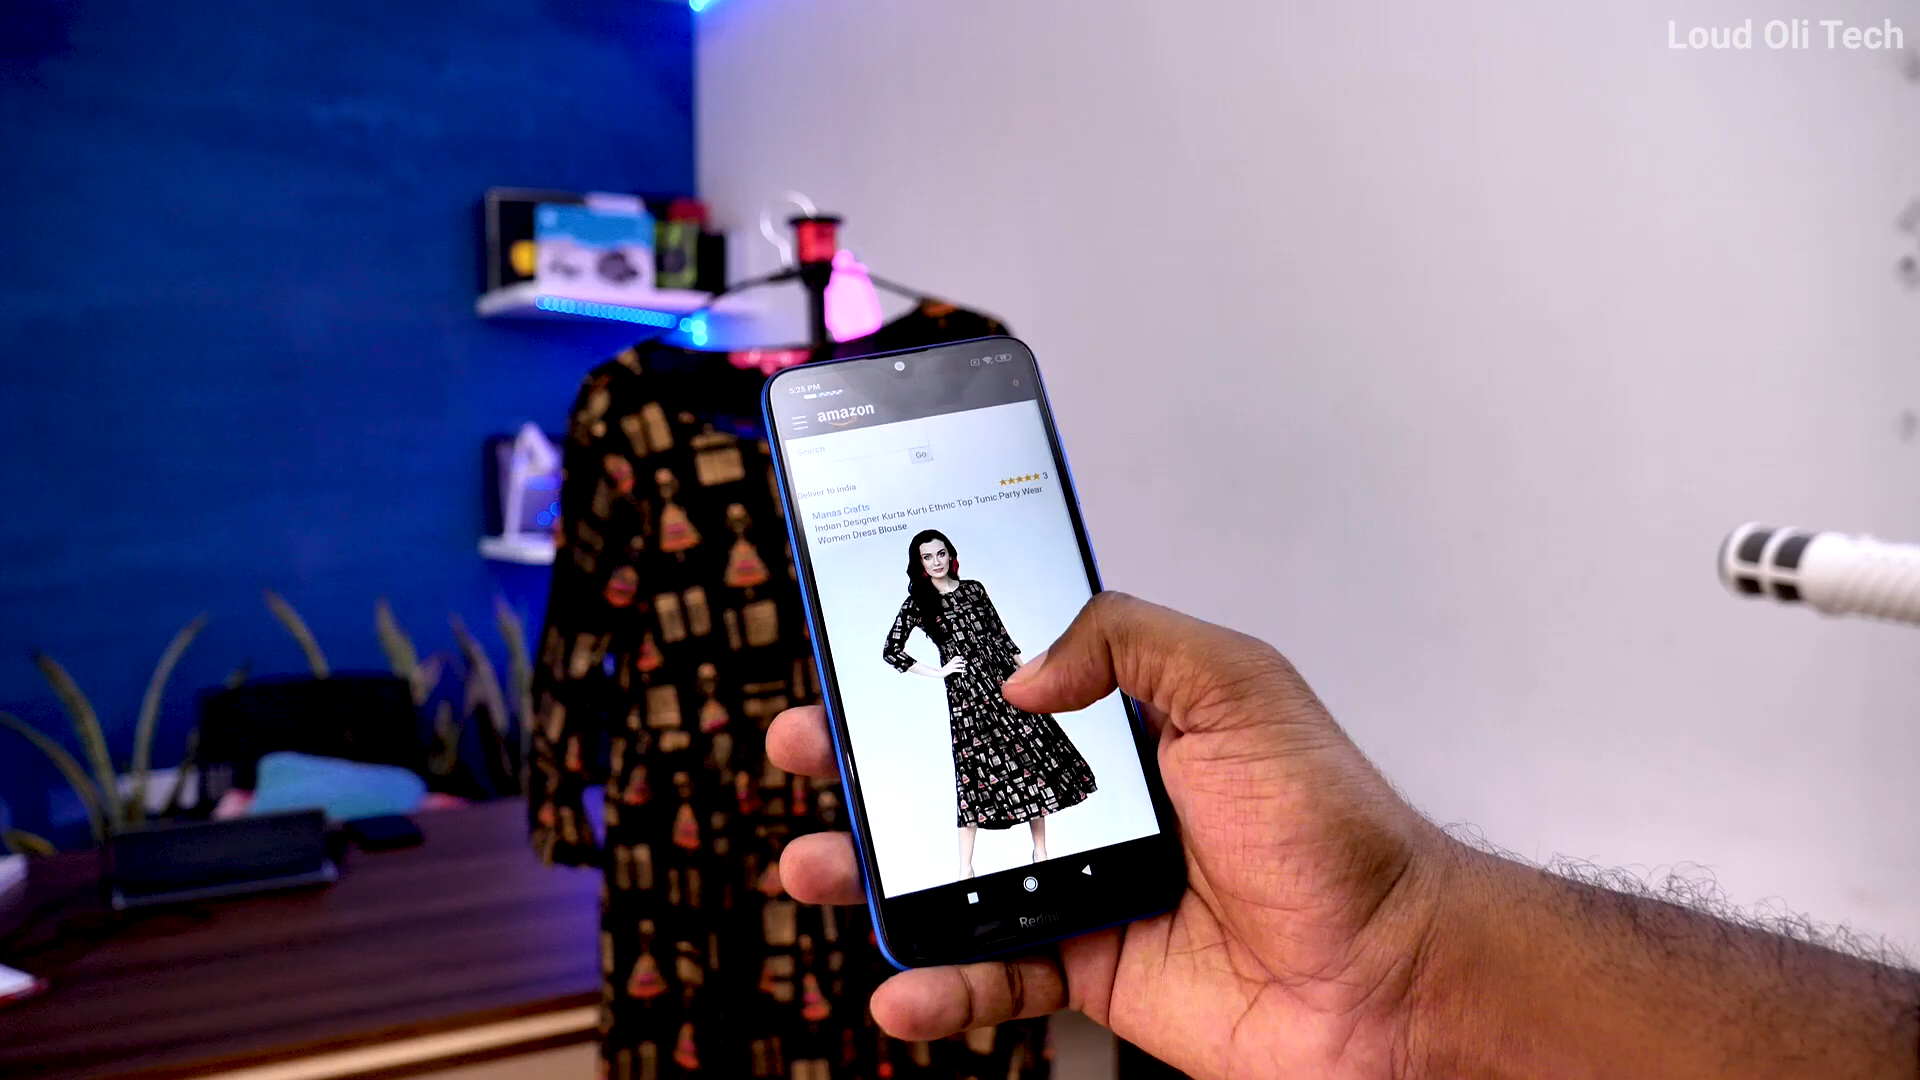 Loud Oli Tech
5:25 PM
0
amazon
Search
Go
Deliver to India
3
Manas Crafts
Indian Designer Kurta Kurti Ethnic Top Tunic Party Wear
Women Dress Blouse
Redmi